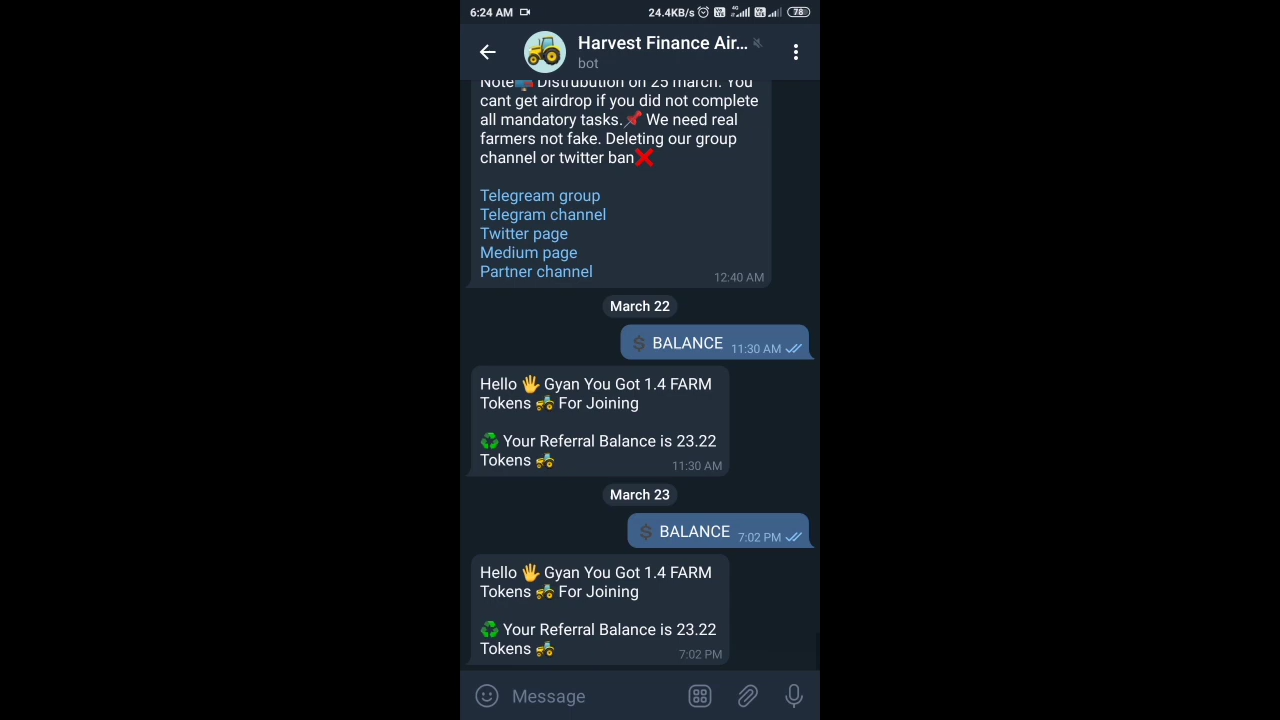 6:24 AM 24.4KB/s 4G 78
Harvest Finance Air...
bot
Note Distrubution on 25 march. You
cant get airdrop if you did not complete
all mandatory tasks.📌 We need real
farmers not fake. Deleting our group
channel or twitter ban❌
Telegream group
Telegram channel
Twitter page
Medium page
Partner channel
12:40 AM
March 22
💲 BALANCE 11:30 AM
Hello 🖐 Gyan You Got 1.4 FARM
Tokens 🚜 For Joining
♻️ Your Referral Balance is 23.22
Tokens 🚜
11:30 AM
March 23
💲 BALANCE 7:02 PM
Hello 🖐 Gyan You Got 1.4 FARM
Tokens 🚜 For Joining
♻️ Your Referral Balance is 23.22
Tokens 🚜
7:02 PM
Message